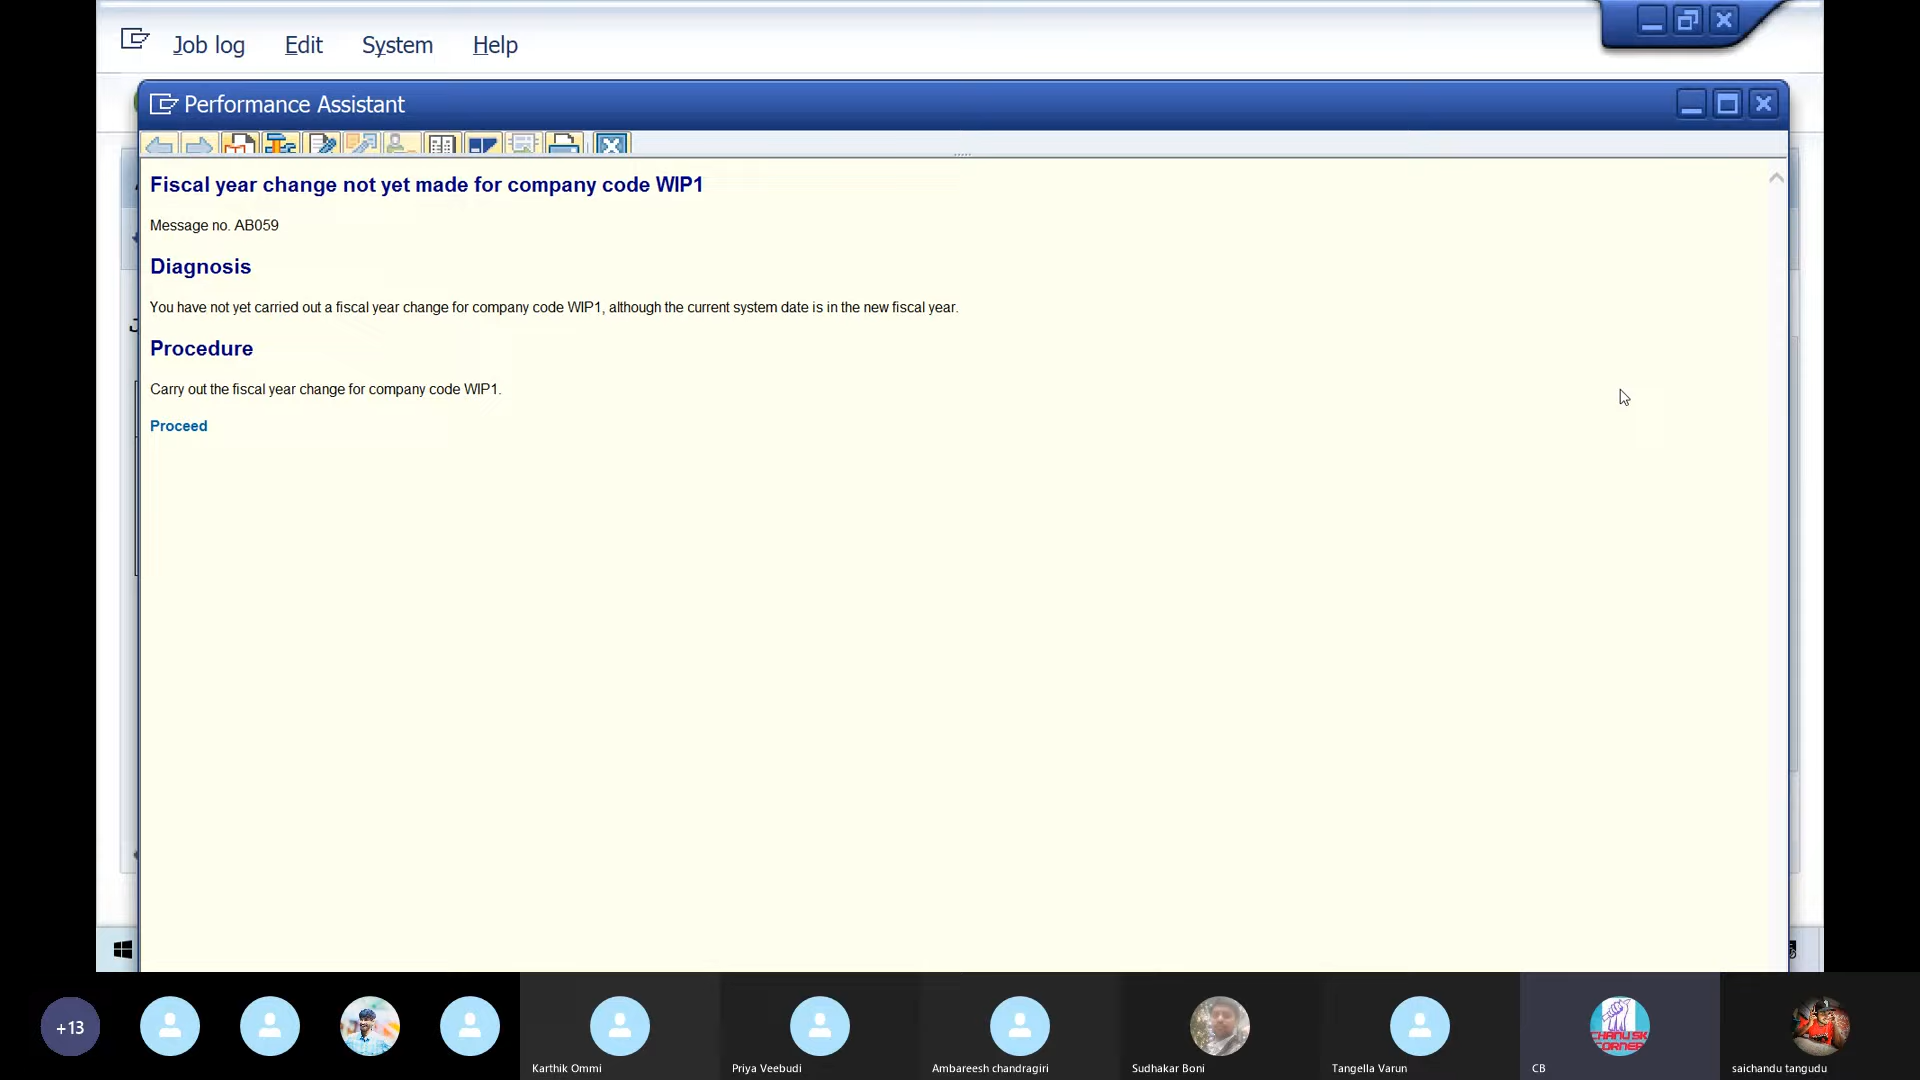 Job log Edit System Help
Performance Assistant
Fiscal year change not yet made for company code WIP1
Message no. AB059
Diagnosis
You have not yet carried out a fiscal year change for company code WIP1, although the current system date is in the new fiscal year.
Procedure
Carry out the fiscal year change for company code WIP1.
Proceed
+13
CHANU SK
CORNER
Karthik Ommi
Priya Veebudi
Ambareesh chandragiri
Sudhakar Boni
Tangella Varun
CB
saichandu tangudu